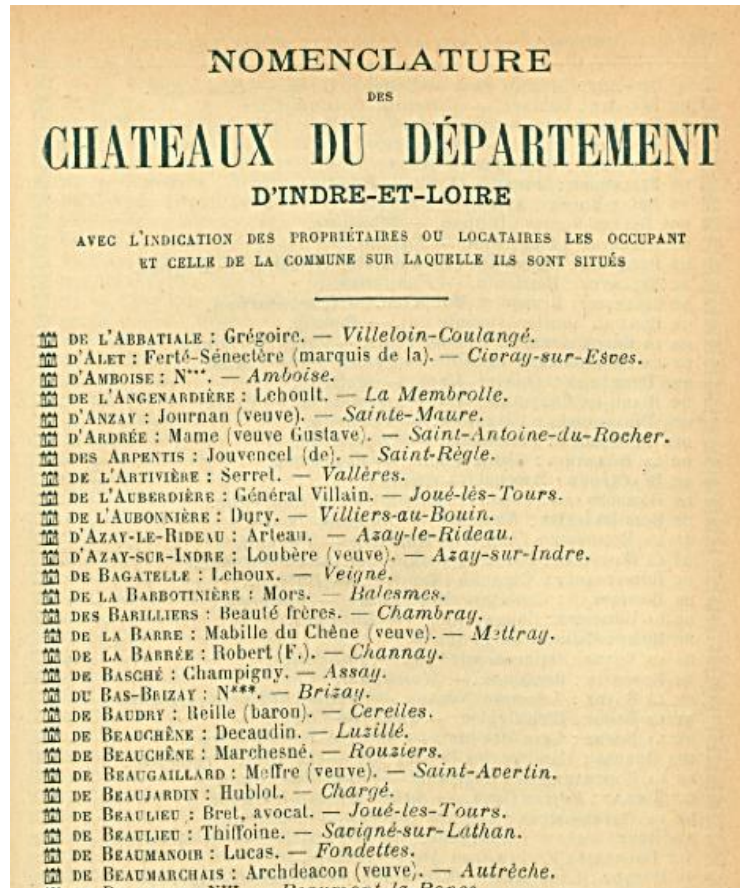 NOMENCLATURE
DES
CHATEAUX DU DÉPARTEMENT
D'INDRE-ET-LOIRE
AVEC L'INDICATION DES PROPRIÉTAIRES OU LOCATAIRES LES OCCUPANT
ET CELLE DE LA COMMUNE SUR LAQUELLE ILS SONT SITUÉS
DE L'ABBATIALE : Grégoire. — Villeloin-Coulangé.
D'ALET : Ferté-Sénectère (marquis de la). — Civray-sur-Esves.
D'AMBOISE : N***. — Amboise.
DE L'ANGENARDIÈRE : Lehoult. — La Membrolle.
D'ANZAY : Journan (veuve). — Sainte-Maure.
D'ARDRÉE : Mame (veuve Gustave). — Saint-Antoine-du-Rocher.
DES ARPENTIS : Jouvencel (de). — Saint-Règle.
DE L'ARTIVIÈRE : Serret. — Vallères.
DE L'AUBERDIÈRE : Général Villain. — Joué-lès-Tours.
DE L'AUBONNIÈRE : Dury. — Villiers-au-Bouin.
D'AZAY-LE-RIDEAU : Arteau. — Azay-le-Rideau.
D'AZAY-SUR-INDRE : Loubère (veuve). — Azay-sur-Indre.
DE BAGATELLE : Lehoux. — Veigné.
DE LA BARBOTINIÈRE : Mors. — Balesmes.
DES BARILLIERS : Beauté frères. — Chambray.
DE LA BARRE : Mabille du Chêne (veuve). — Mettray.
DE LA BARRÉE : Robert (F.). — Channay.
DE BASCHÉ : Champigny. — Assay.
DU BAS-BRIZAY : N***. — Brizay.
DE BAUDRY : Reille (baron). — Cerelles.
DE BEAUCHÊNE : Decaudin. — Luzillé.
DE BEAUCHÊNE : Marchesné. — Rouziers.
DE BEAUGAILLARD : Meffre (veuve). — Saint-Avertin.
DE BEAUJARDIN : Hublot. — Chargé.
DE BEAULIEU : Bret, avocat. — Joué-les-Tours.
DE BEAULIEU : Thiffoine. — Savigné-sur-Lathan.
DE BEAUMANOIR : Lucas. — Fondettes.
DE BEAUMARCHAIS : Archdeacon (veuve). — Autrèche.